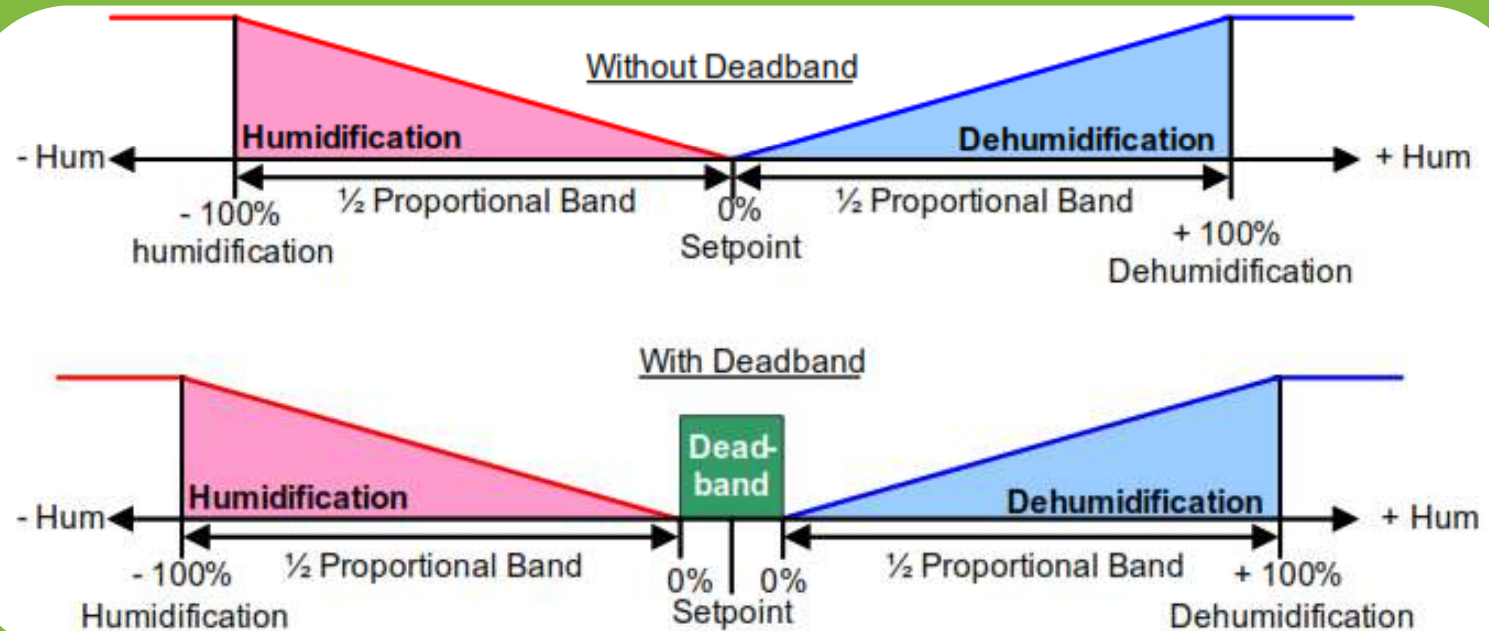 Without Deadband
Humidification
Dehumidification
- Hum
+ Hum
½ Proportional Band
½ Proportional Band
- 100%
humidification
0%
Setpoint
+ 100%
Dehumidification
With Deadband
Dead-
band
Humidification
Dehumidification
- Hum
+ Hum
½ Proportional Band
½ Proportional Band
- 100%
Humidification
0%
0%
Setpoint
+ 100%
Dehumidification